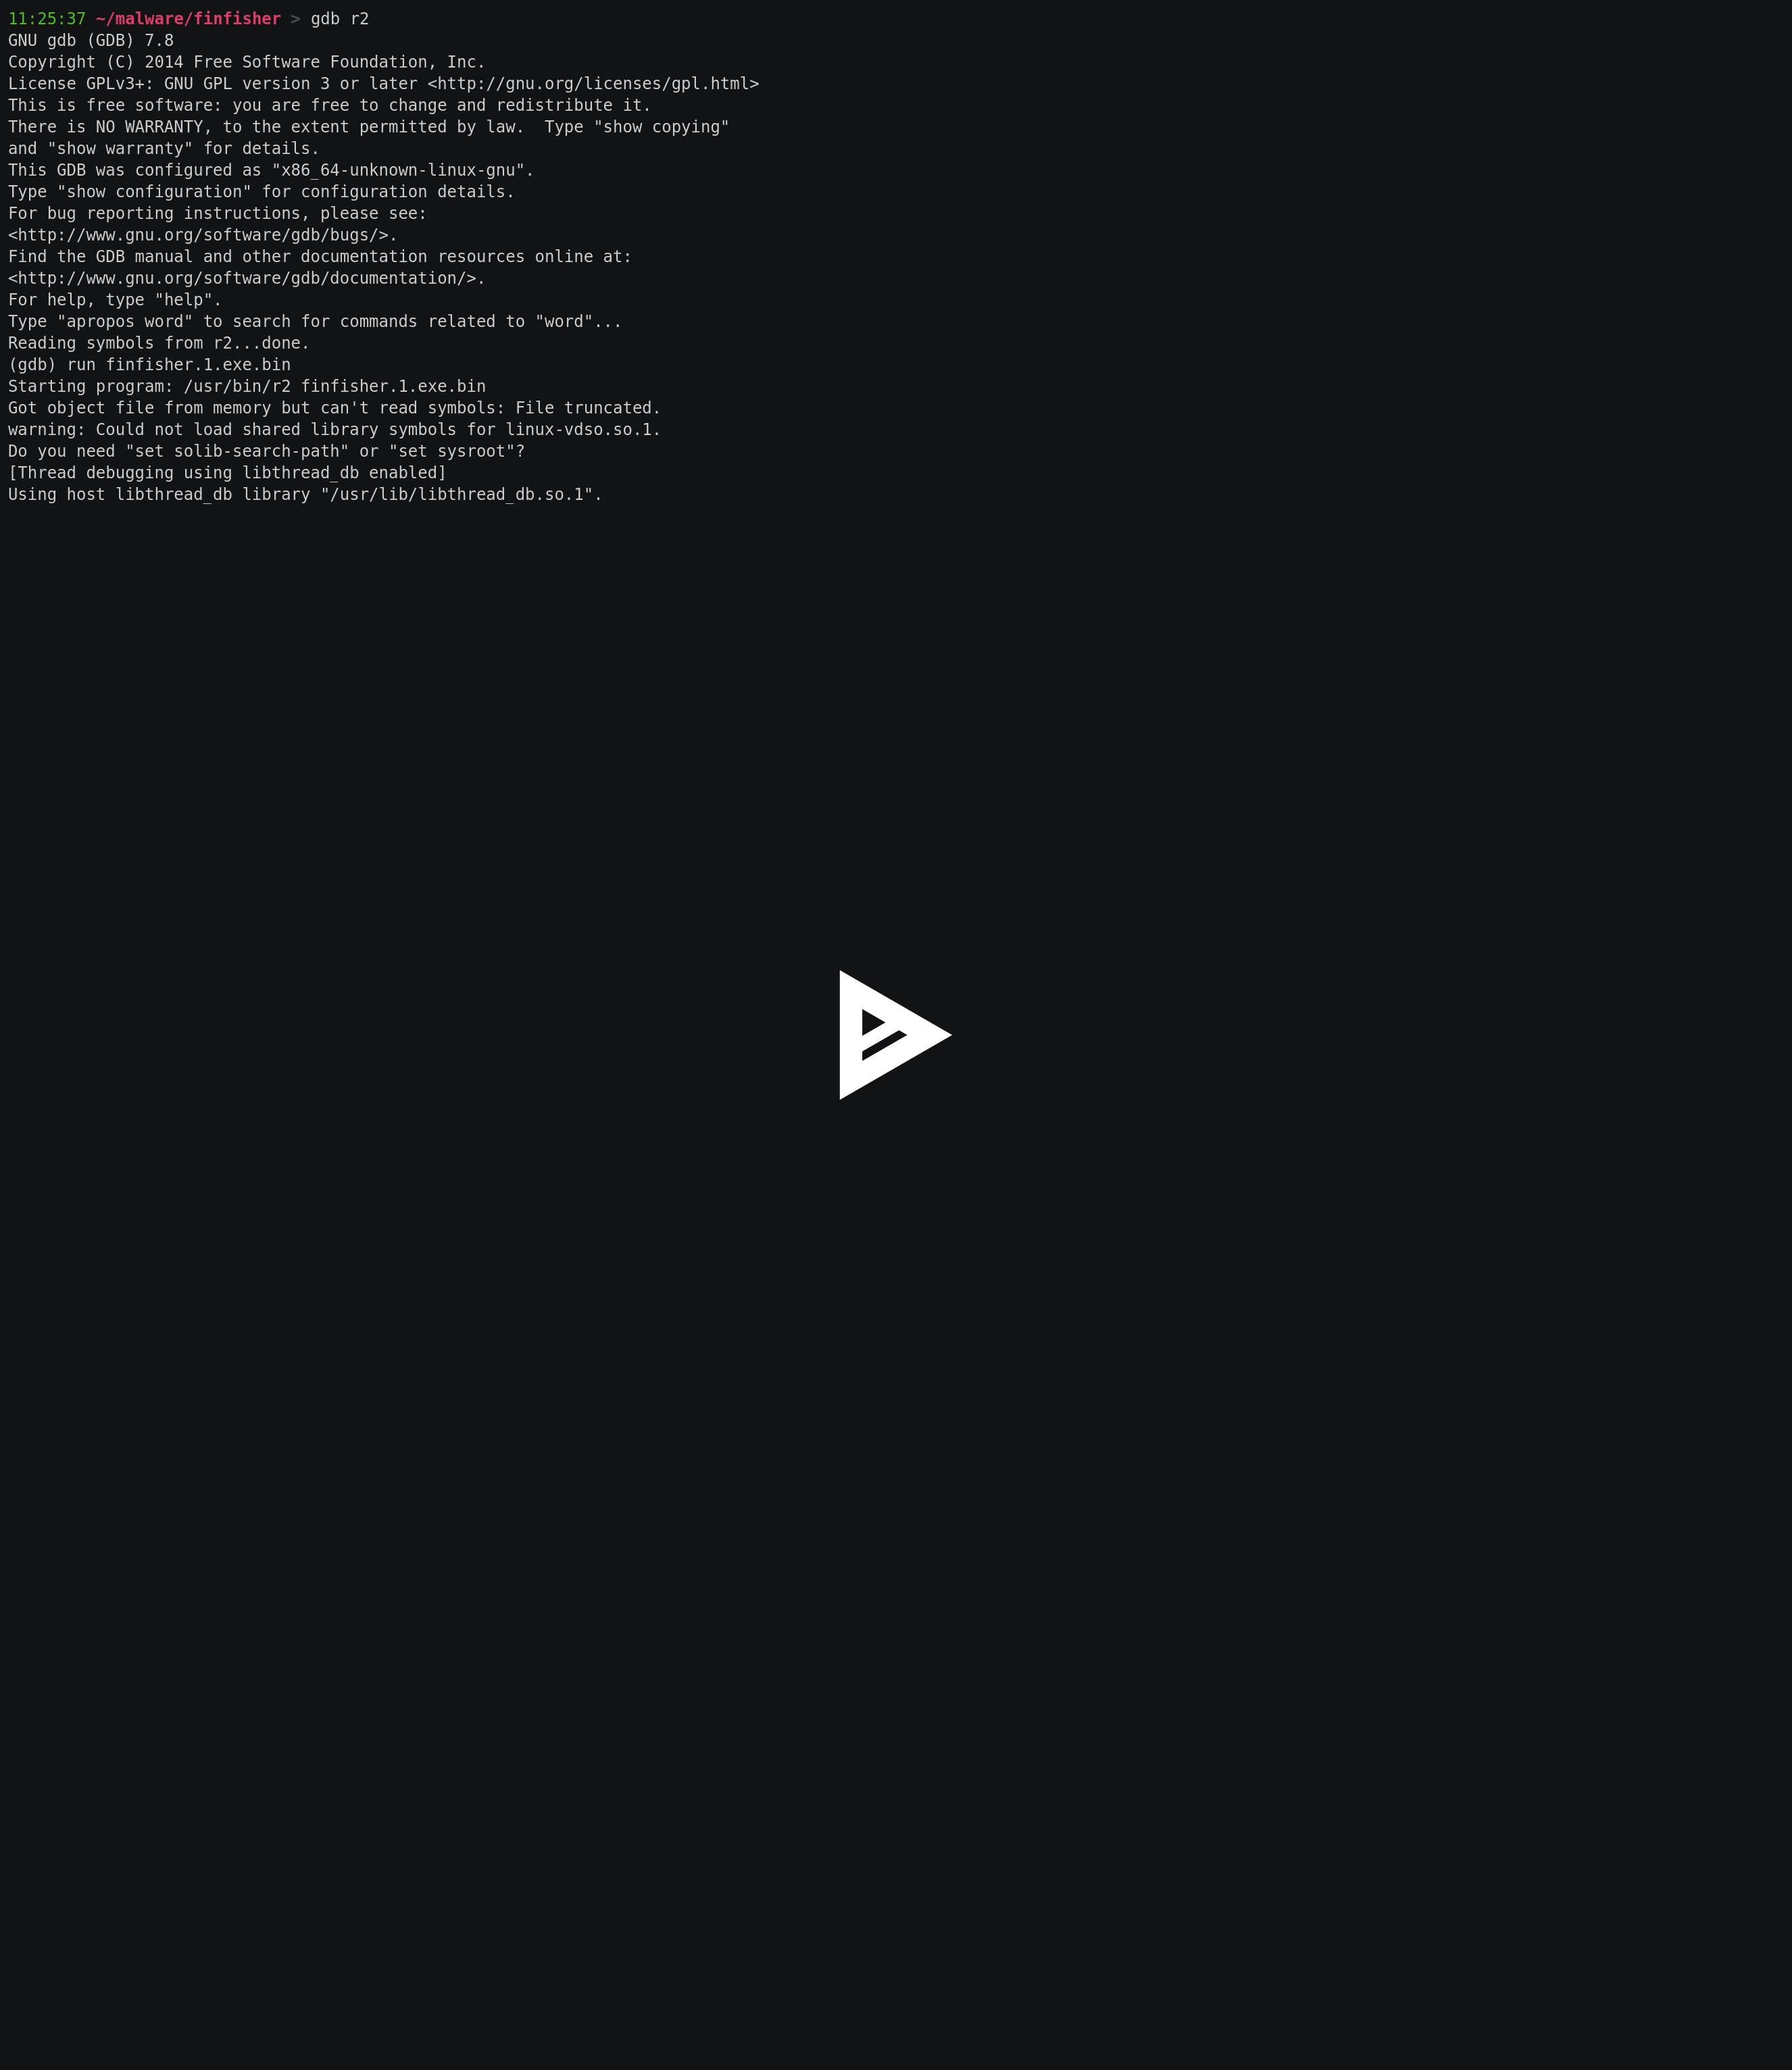 11:25:37 ~/malware/finfisher > gdb r2
GNU gdb (GDB) 7.8
Copyright (C) 2014 Free Software Foundation, Inc.
License GPLv3+: GNU GPL version 3 or later <http://gnu.org/licenses/gpl.html>
This is free software: you are free to change and redistribute it.
There is NO WARRANTY, to the extent permitted by law.  Type "show copying"
and "show warranty" for details.
This GDB was configured as "x86_64-unknown-linux-gnu".
Type "show configuration" for configuration details.
For bug reporting instructions, please see:
<http://www.gnu.org/software/gdb/bugs/>.
Find the GDB manual and other documentation resources online at:
<http://www.gnu.org/software/gdb/documentation/>.
For help, type "help".
Type "apropos word" to search for commands related to "word"...
Reading symbols from r2...done.
(gdb) run finfisher.1.exe.bin
Starting program: /usr/bin/r2 finfisher.1.exe.bin
Got object file from memory but can't read symbols: File truncated.
warning: Could not load shared library symbols for linux-vdso.so.1.
Do you need "set solib-search-path" or "set sysroot"?
[Thread debugging using libthread_db enabled]
Using host libthread_db library "/usr/lib/libthread_db.so.1".